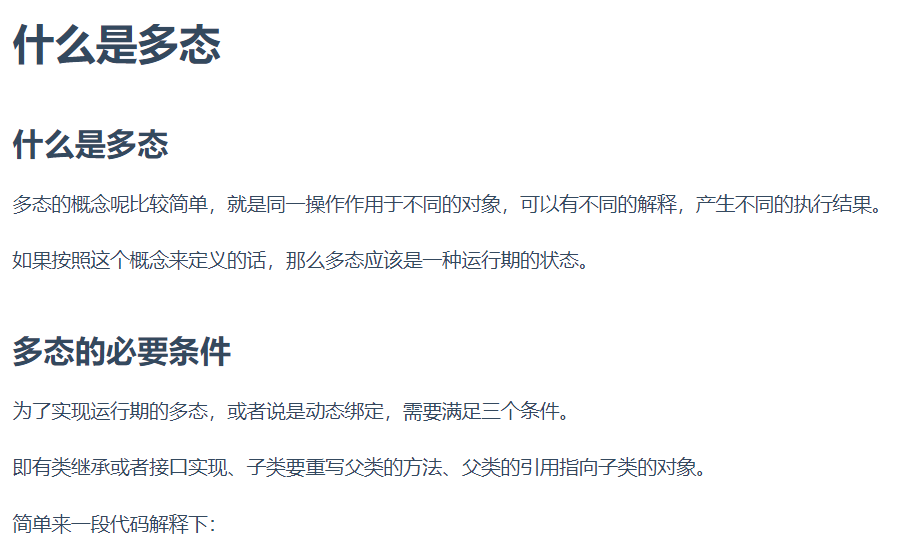 什么是多态
什么是多态
多态的概念呢比较简单，就是同一操作作用于不同的对象，可以有不同的解释，产生不同的执行结果。
如果按照这个概念来定义的话，那么多态应该是一种运行期的状态。
多态的必要条件
为了实现运行期的多态，或者说是动态绑定，需要满足三个条件。
即有类继承或者接口实现、子类要重写父类的方法、父类的引用指向子类的对象。
简单来一段代码解释下：